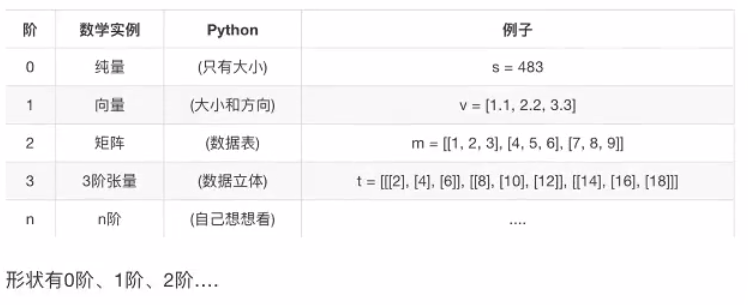 阶 数学实例 Python 例子
0 纯量 (只有大小) s = 483
1 向量 (大小和方向) v = [1.1, 2.2, 3.3]
2 矩阵 (数据表) m = [[1, 2, 3], [4, 5, 6], [7, 8, 9]]
3 3阶张量 (数据立体) t = [[[2], [4], [6]], [[8], [10], [12]], [[14], [16], [18]]]
n n阶 (自己想想看) ....
形状有0阶、1阶、2阶....